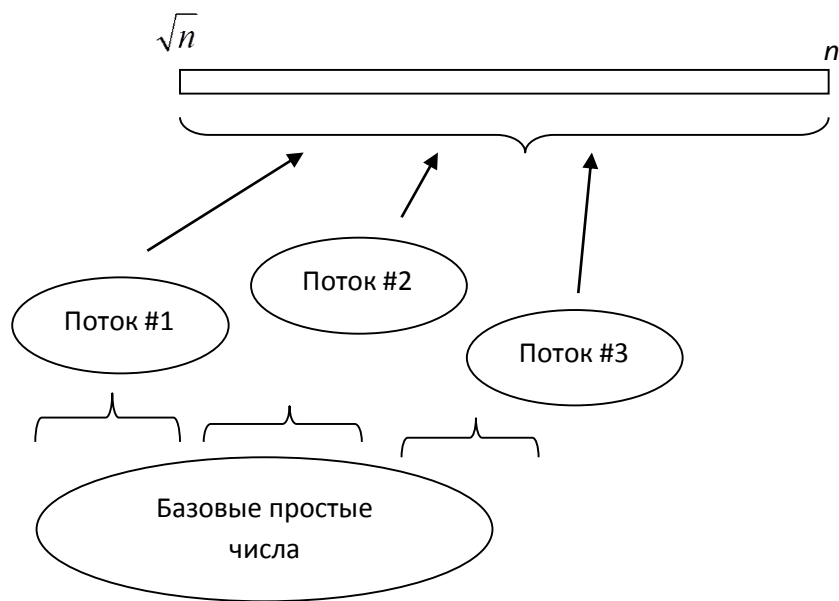 √n
n
Поток #1
Поток #2
Поток #3
Базовые простые
числа